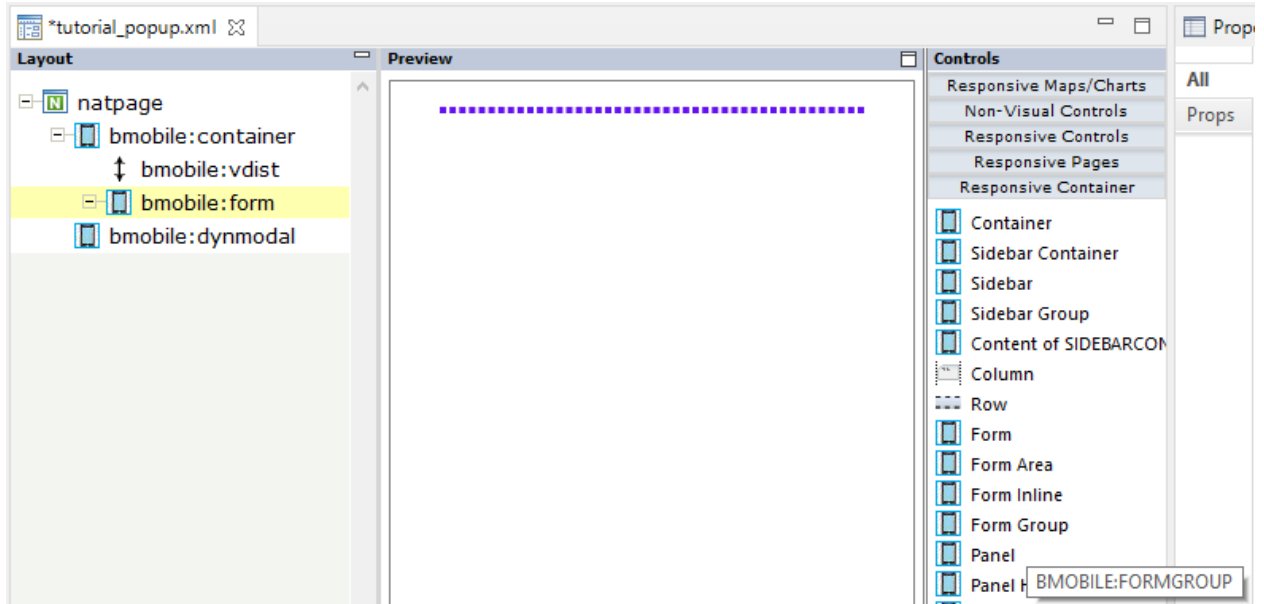 *tutorial_popup.xml
Layout
natpage
bmobile:container
bmobile:vdist
bmobile:form
bmobile:dynmodal
Preview
Controls
Responsive Maps/Charts
Non-Visual Controls
Responsive Controls
Responsive Pages
Responsive Container
Container
Sidebar Container
Sidebar
Sidebar Group
Content of SIDEBARCON
Column
Row
Form
Form Area
Form Inline
Form Group
Panel
Panel
BMOBILE:FORMGROUP
Prope
All
Props